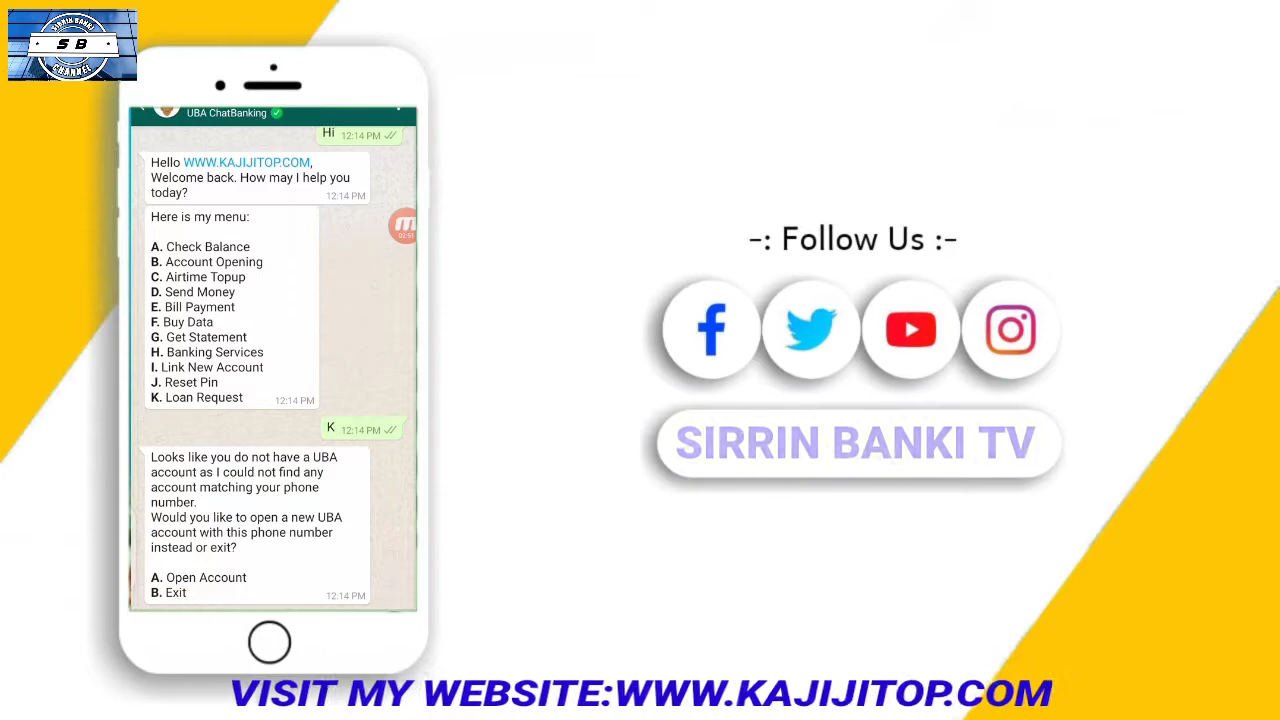 SIRRIN BANKI
S B
CHANNEL
UBA ChatBanking
Hi 12:14 PM
Hello WWW.KAJIJITOP.COM,
Welcome back. How may I help you
today?
12:14 PM
Here is my menu:
A. Check Balance
B. Account Opening
C. Airtime Topup
D. Send Money
E. Bill Payment
F. Buy Data
G. Get Statement
H. Banking Services
I. Link New Account
J. Reset Pin
K. Loan Request
12:14 PM
02:51
K 12:14 PM
Looks like you do not have a UBA
account as I could not find any
account matching your phone
number.
Would you like to open a new UBA
account with this phone number
instead or exit?
A. Open Account
B. Exit
12:14 PM
-: Follow Us :-
SIRRIN BANKI TV
VISIT MY WEBSITE:WWW.KAJIJITOP.COM